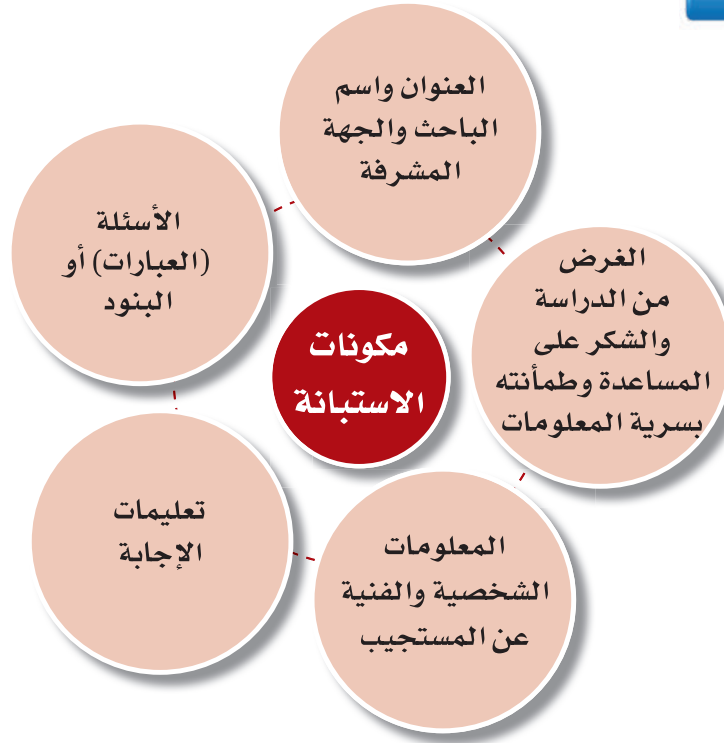 العنوان واسم
الباحث والجهة
المشرفة
الغرض
من الدراسة
والشكر على
المساعدة وطمأنته
بسرية المعلومات
المعلومات
الشخصية والفنية
عن المستجيب
تعليمات
الإجابة
الأسئلة
(العبارات) أو
البنود
مكونات
الاستبانة